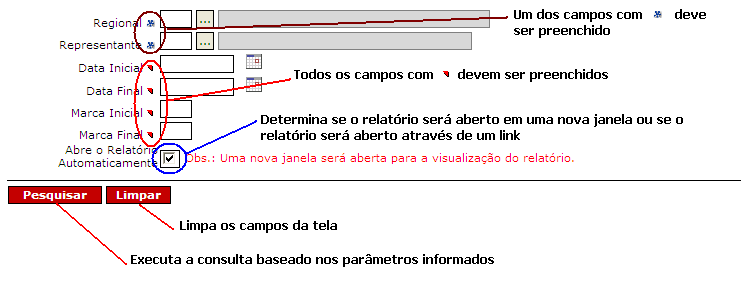 Regional
Um dos campos com deve
ser preenchido
Representante
Data Inicial
Todos os campos com devem ser preenchidos
Data Final
Marca Inicial
Determina se o relatório será aberto em uma nova janela ou se o
relatório será aberto através de um link
Marca Final
Abre o Relatório
Automaticamente
Obs.: Uma nova janela será aberta para a visualização do relatório.
Pesquisar Limpar
Limpa os campos da tela
Executa a consulta baseado nos parâmetros informados